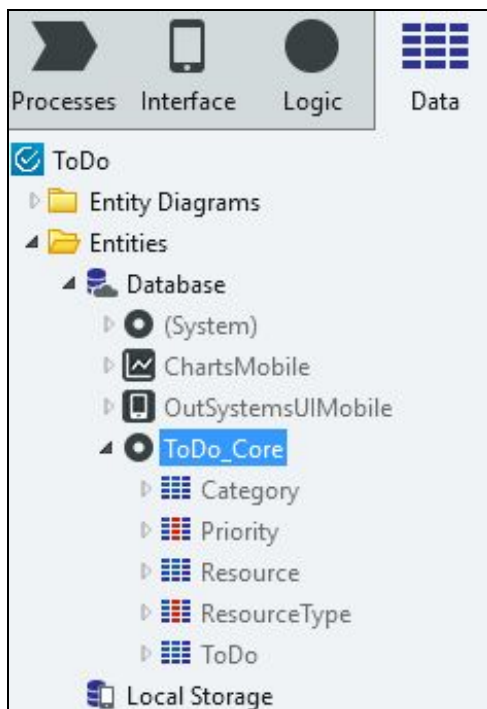 Processes Interface Logic Data
ToDo
Entity Diagrams
Entities
Database
(System)
ChartsMobile
OutSystemsUIMobile
ToDo_Core
Category
Priority
Resource
ResourceType
ToDo
Local Storage